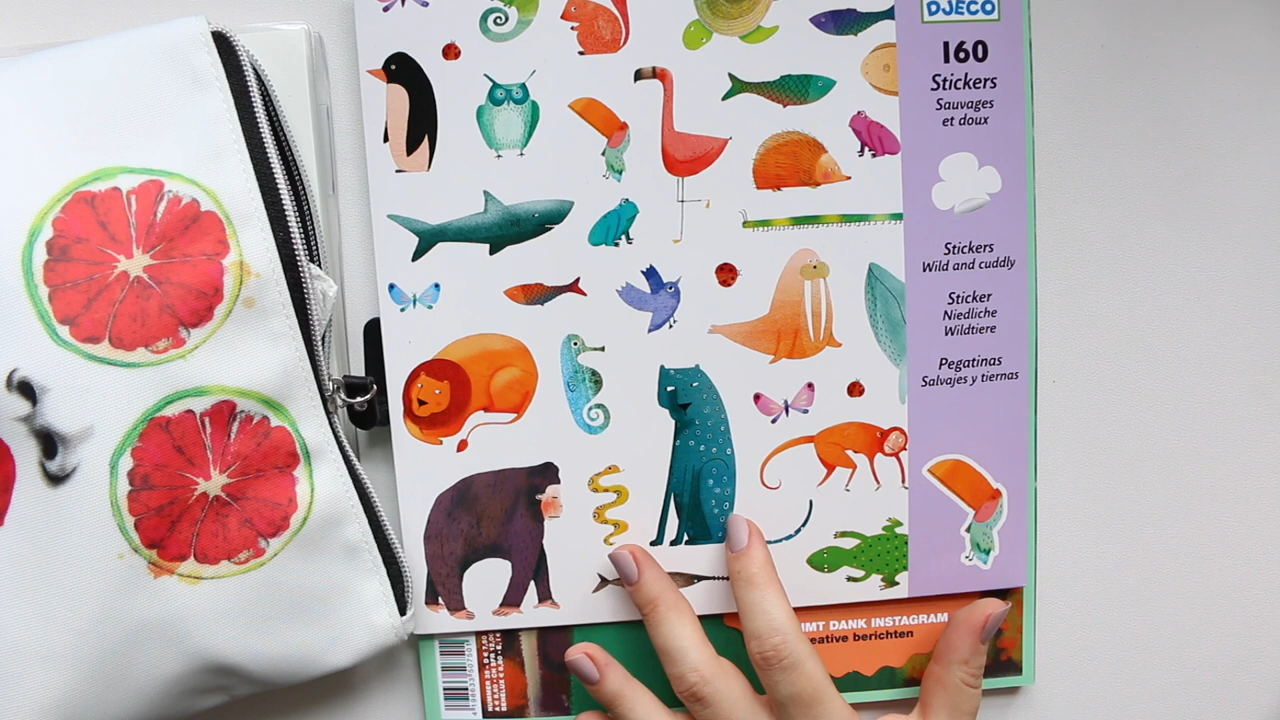 DJECO
160
Stickers
Sauvages
et doux
Stickers
Wild and cuddly
Sticker
Niedliche
Wildtiere
Pegatinas
Salvajes y tiernas
IMT DANK INSTAGRAM
eative berichten